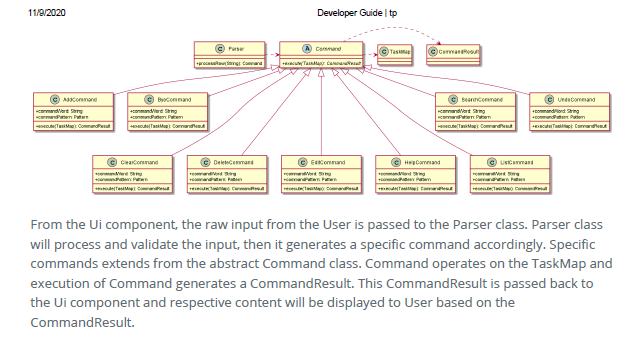 11/9/2020
Developer Guide | tp
C Parser
+processRaw(String): Command
A Command
+execute(TaskMap): CommandResult
C TaskMap
C CommandResult
C AddCommand
+commandWord: String
+commandPattern: Pattern
+execute(TaskMap): CommandResult
C ByeCommand
+commandWord: String
+commandPattern: Pattern
+execute(TaskMap): CommandResult
C SearchCommand
+commandWord: String
+commandPattern: Pattern
+execute(TaskMap): CommandResult
C UndoCommand
+commandWord: String
+commandPattern: Pattern
+execute(TaskMap): CommandResult
C ClearCommand
+commandWord: String
+commandPattern: Pattern
+execute(TaskMap): CommandResult
C DeleteCommand
+commandWord: String
+commandPattern: Pattern
+execute(TaskMap): CommandResult
C EditCommand
+commandWord: String
+commandPattern: Pattern
+execute(TaskMap): CommandResult
C HelpCommand
+commandWord: String
+commandPattern: Pattern
+execute(TaskMap): CommandResult
C ListCommand
+commandWord: String
+commandPattern: Pattern
+execute(TaskMap): CommandResult
From the Ui component, the raw input from the User is passed to the Parser class. Parser class
will process and validate the input, then it generates a specific command accordingly. Specific
commands extends from the abstract Command class. Command operates on the TaskMap and
execution of Command generates a CommandResult. This CommandResult is passed back to
the Ui component and respective content will be displayed to User based on the
CommandResult.